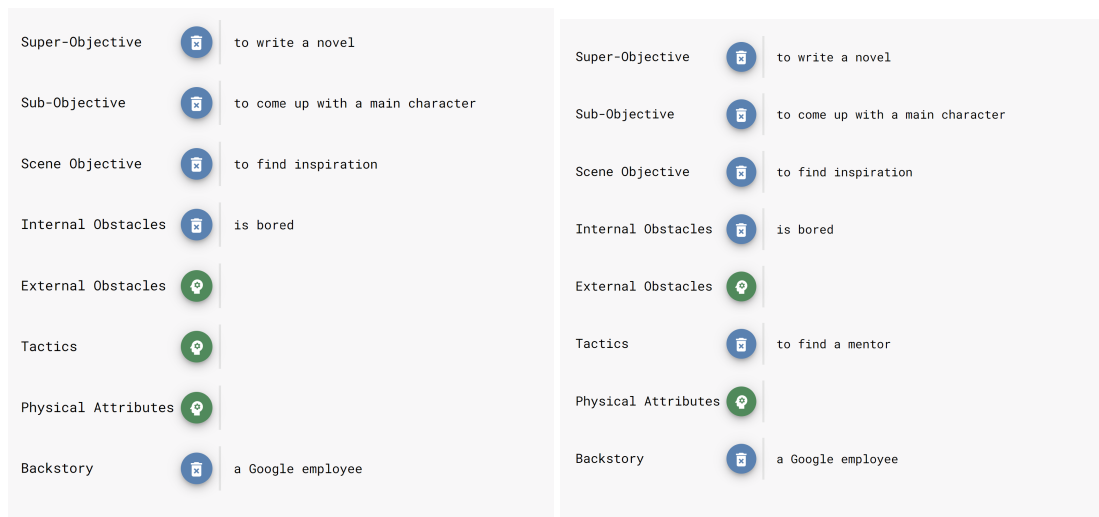 Super-Objective to write a novel
Sub-Objective to come up with a main character
Scene Objective to find inspiration
Internal Obstacles is bored
External Obstacles
Tactics
Physical Attributes
Backstory a Google employee
Super-Objective to write a novel
Sub-Objective to come up with a main character
Scene Objective to find inspiration
Internal Obstacles is bored
External Obstacles
Tactics to find a mentor
Physical Attributes
Backstory a Google employee